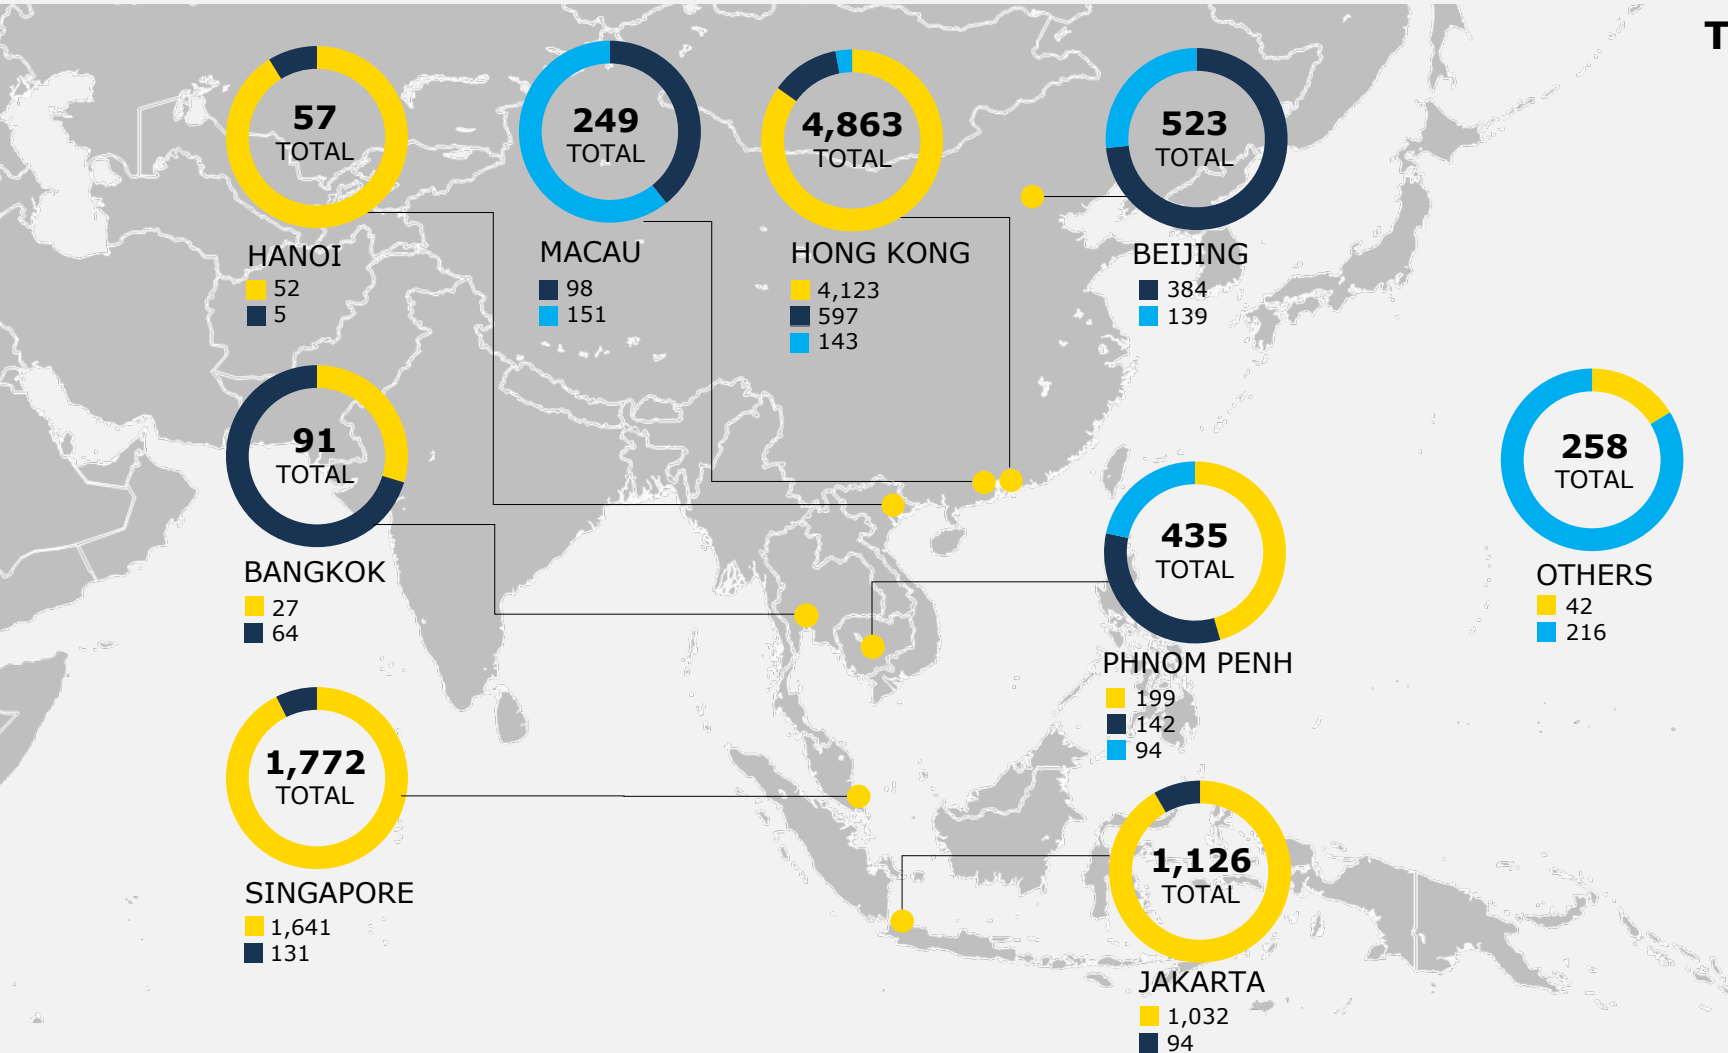 T
57
TOTAL
HANOI
52
5
249
TOTAL
MACAU
98
151
4,863
TOTAL
HONG KONG
4,123
597
143
523
TOTAL
BEIJING
384
139
91
TOTAL
BANGKOK
27
64
435
TOTAL
PHNOM PENH
199
142
94
258
TOTAL
OTHERS
42
216
1,772
TOTAL
SINGAPORE
1,641
131
1,126
TOTAL
JAKARTA
1,032
94